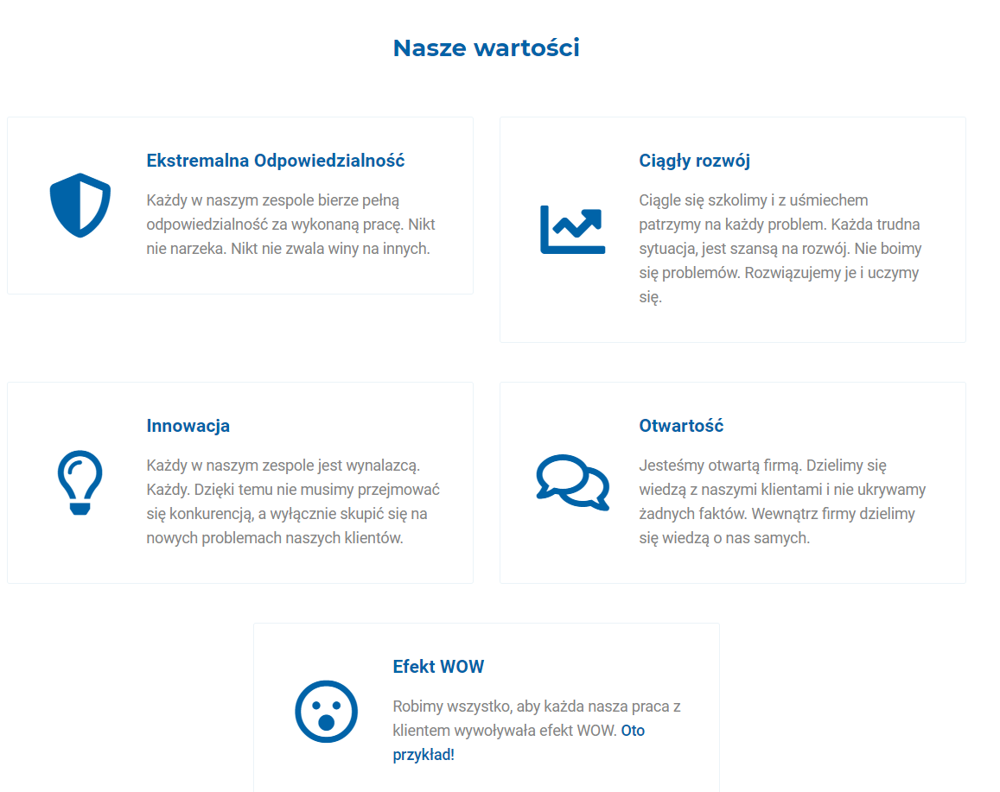 Nasze wartości
Ekstremalna Odpowiedzialność
Każdy w naszym zespole bierze pełną
odpowiedzialność za wykonaną pracę. Nikt
nie narzeka. Nikt nie zwala winy na innych.
Ciągły rozwój
Ciągle się szkolimy i z uśmiechem
patrzymy na każdy problem. Każda trudna
sytuacja, jest szansą na rozwój. Nie boimy
się problemów. Rozwiązujemy je i uczymy
się.
Innowacja
Każdy w naszym zespole jest wynalazcą.
Każdy. Dzięki temu nie musimy przejmować
się konkurencją, a wyłącznie skupić się na
nowych problemach naszych klientów.
Otwartość
Jesteśmy otwartą firmą. Dzielimy się
wiedzą z naszymi klientami i nie ukrywamy
żadnych faktów. Wewnątrz firmy dzielimy
się wiedzą o nas samych.
Efekt WOW
Robimy wszystko, aby każda nasza praca z
klientem wywoływała efekt WOW. Oto
przykład!